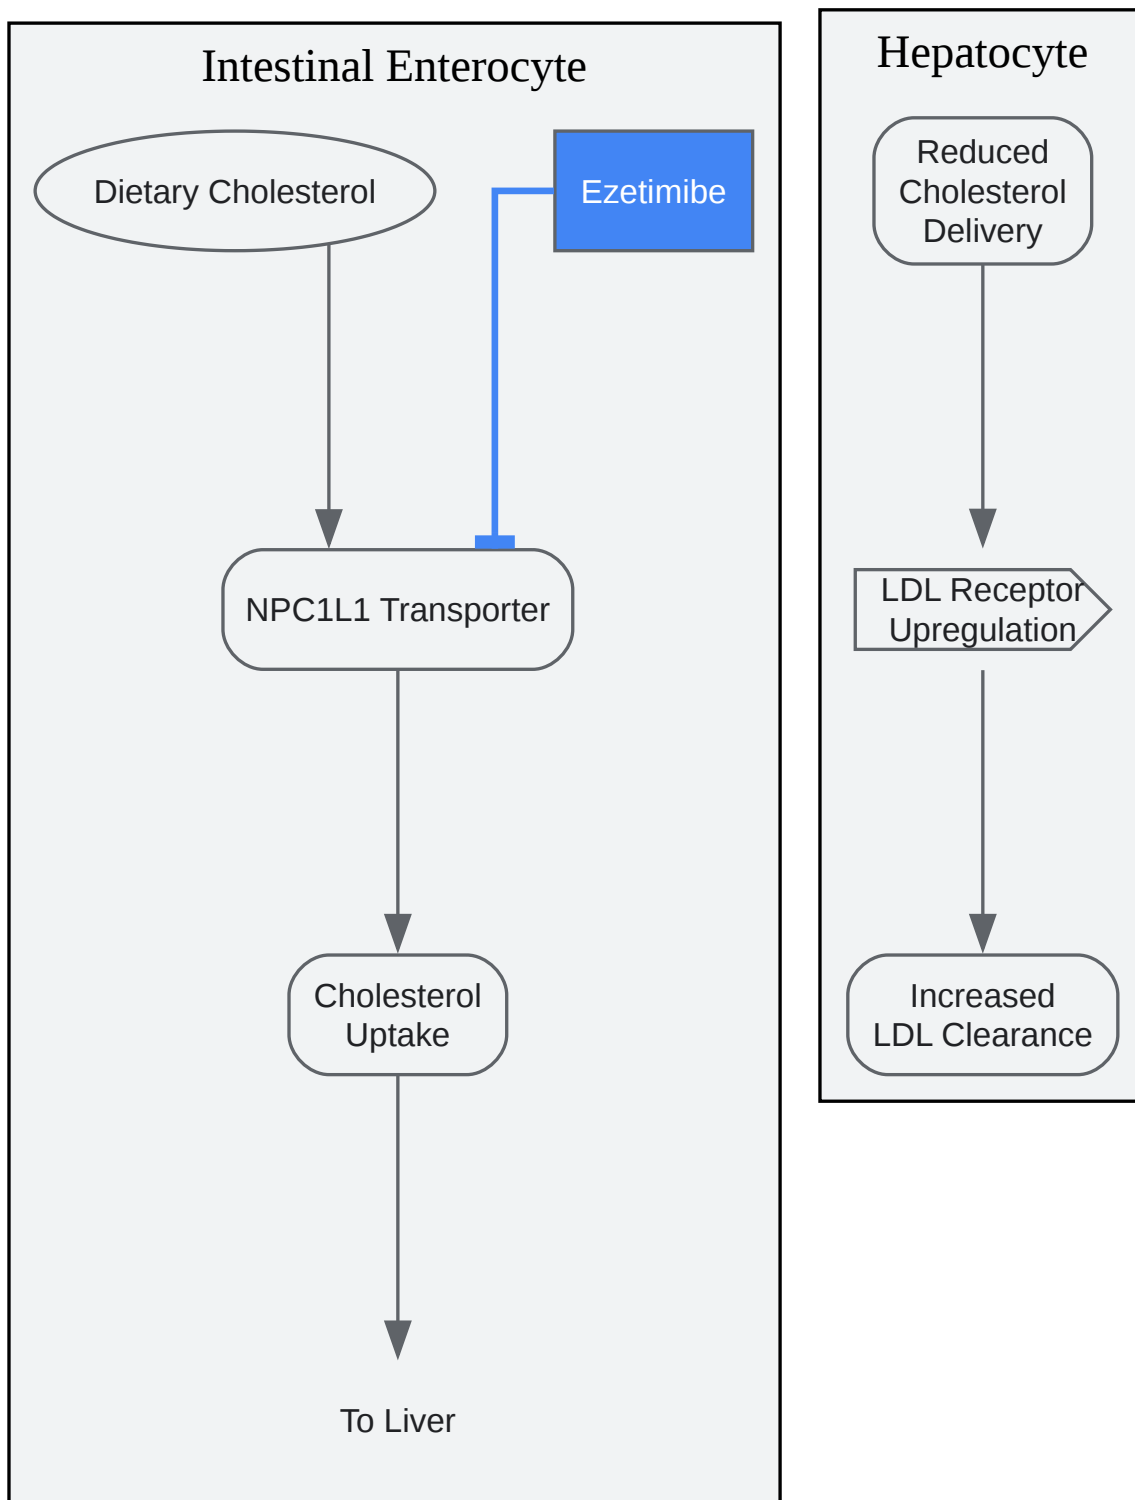 Intestinal Enterocyte
Dietary Cholesterol
Ezetimibe
NPC1L1 Transporter
Cholesterol
Uptake
To Liver
Hepatocyte
Reduced
Cholesterol
Delivery
LDL Receptor
Upregulation
Increased
LDL Clearance